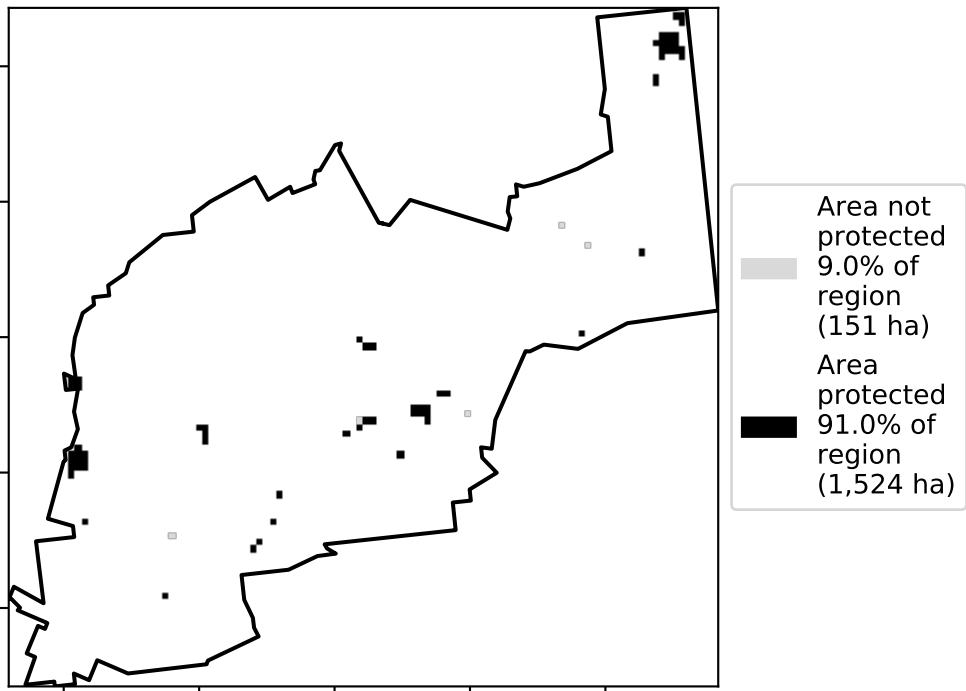 Area not
protected
9.0% of
region
(151 ha)
Area
protected
91.0% of
region
(1,524 ha)